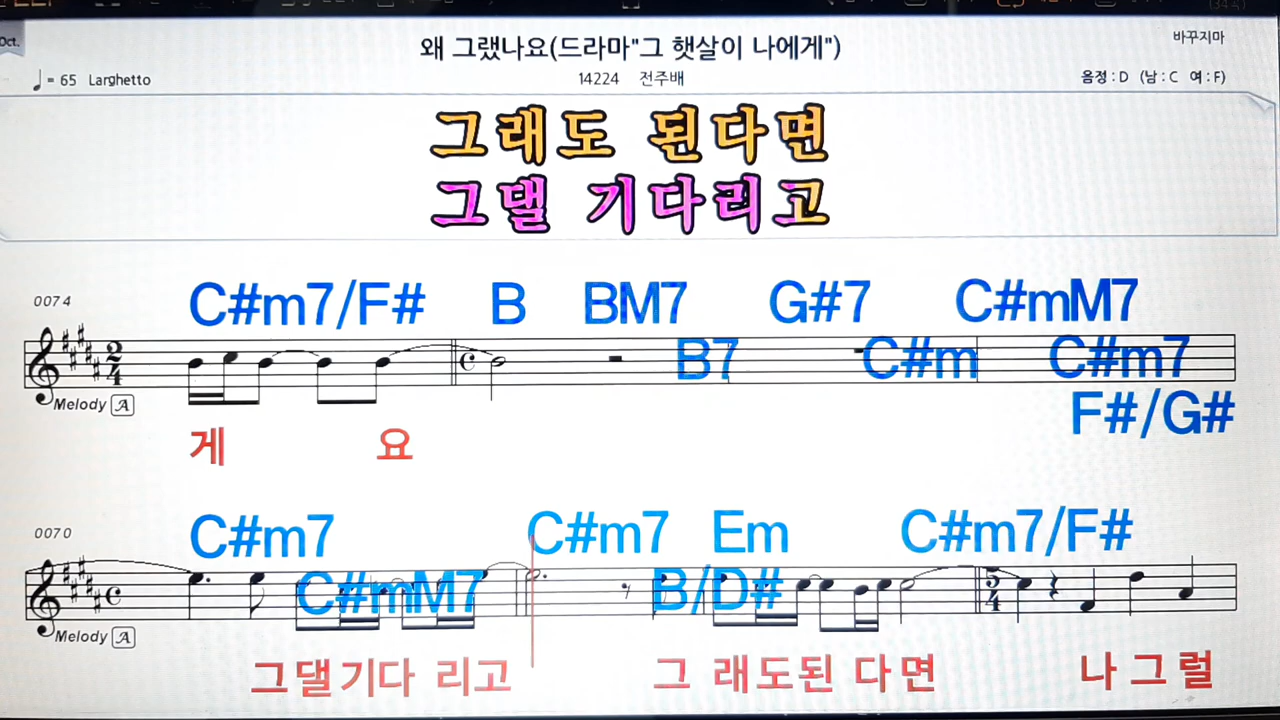 Oct.
왜 그랬나요(드라마"그 햇살이 나에게")
바꾸지마
= 65 Larghetto
14224 전주배
음정 : D (남 : C 여 : F)
그래도 된다면
그댈 기다리고
0074
C#m7/F# B BM7 G#7 C#mM7
B7 C#m C#m7
2/4
F#/G#
Melody A
게 요
0070
C#m7 C#m7 Em C#m7/F#
C#mM7 B/D#
5/4
Melody A
그댈기다 리고 그 래도된 다면 나 그럴